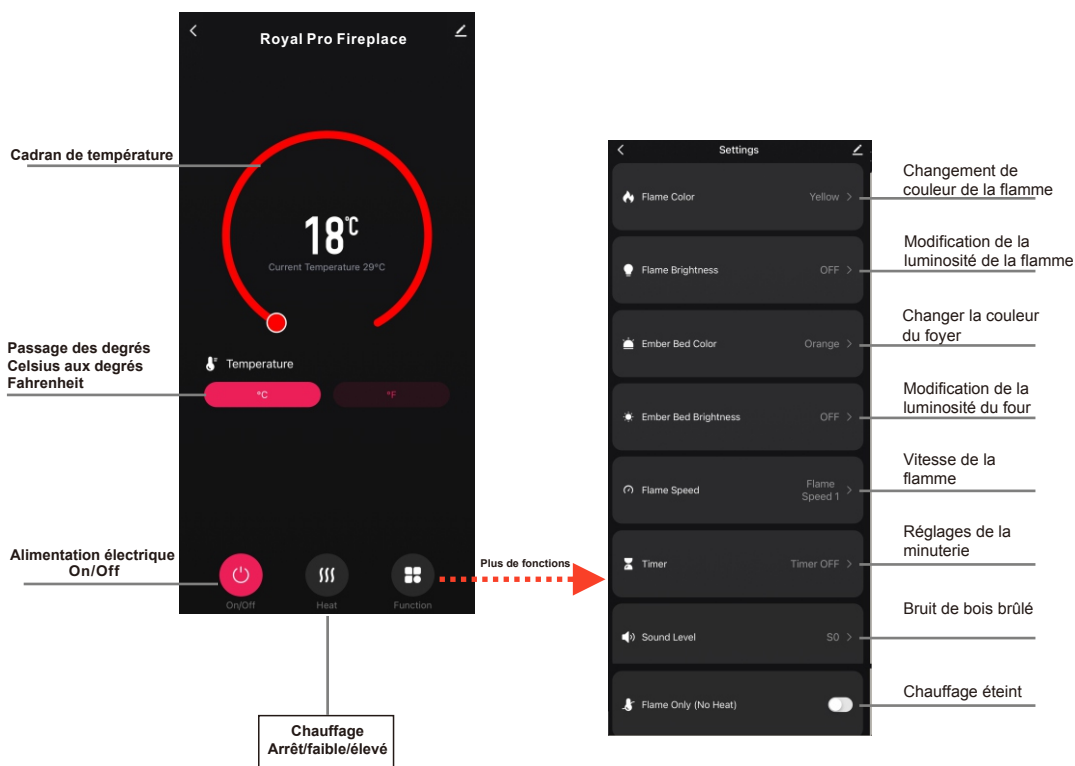 Royal Pro Fireplace
Cadran de température
18°C
Current Temperature 29°C
Passage des degrés
Celsius aux degrés
Fahrenheit
Temperature
°C
°F
Alimentation électrique
On/Off
On/Off
Heat
Function
Plus de fonctions
Chauffage
Arrêt/faible/élevé
Settings
Flame Color
Yellow
Changement de
couleur de la flamme
Flame Brightness
OFF
Modification de la
luminosité de la flamme
Ember Bed Color
Orange
Changer la couleur
du foyer
Ember Bed Brightness
OFF
Modification de la
luminosité du four
Flame Speed
Flame
Speed 1
Vitesse de la
flamme
Timer
Timer OFF
Réglages de la
minuterie
Sound Level
S0
Bruit de bois brûlé
Flame Only (No Heat)
Chauffage éteint